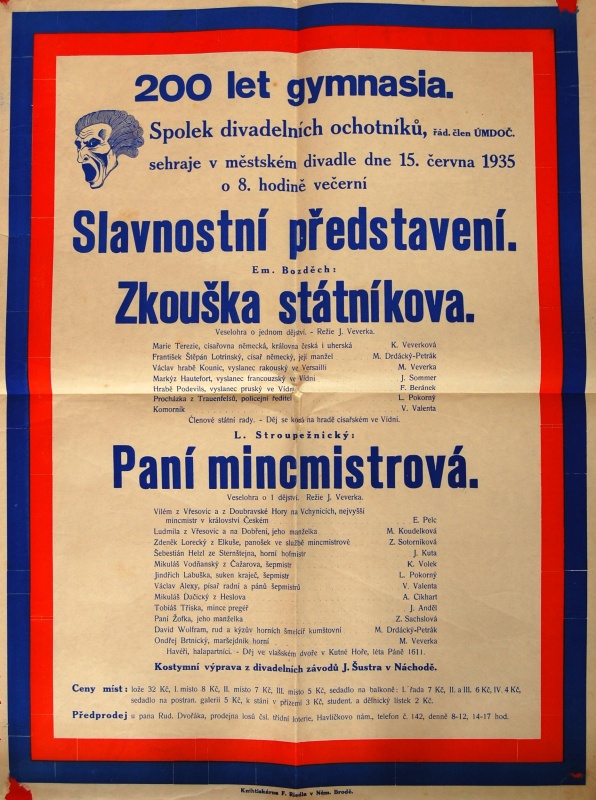 200 let gymnasia.
Spolek divadelních ochotníků, řád. člen ÚMDOČ.
sehraje v městském divadle dne 15. června 1935
o 8. hodině večerní
Slavnostní představení.
Em. Bozděch:
Zkouška státníkova.
Veselohra o jednom dějství. - Režie J. Veverka.
Marie Terezie, císařovna německá, královna česká i uherská K. Veverková
František Štěpán Lotrinský, císař německý, její manžel M. Drdácký-Petrák
Václav hrabě Kounic, vyslanec rakouský ve Versailli M. Veverka
Markýz Hautefort, vyslanec francouzský ve Vídni J. Sommer
Hrabě Podevils, vyslanec pruský ve Vídni F. Beránek
Procházka z Trauenfelsů, policejní ředitel L. Pokorný
Komorník V. Valenta
Členové státní rady. - Děj se koná na hradě císařském ve Vídni.
L. Stroupežnický:
Paní mincmistrová.
Veselohra o 1 dějství. Režie J. Veverka.
Vilém z Vřesovic a z Doubravské Hory na Vchynicích, nejvyšší
mincmistr v království Českém E. Pelc
Ludmila z Vřesovic a na Dobřeni, jeho manželka M. Koudelková
Zdeněk Lorecký z Elkuše, panošek ve službě mincmistrové Z. Sotorníková
Šebestián Helzl ze Sternštejna, horní hofmistr J. Kuta
Mikuláš Vodňanský z Čažarova, šepmistr K. Volek
Jindřich Labuška, suken kraječ, šepmistr L. Pokorný
Václav Alexy, písař radní a pánů šepmistrů V. Valenta
Mikuláš Dačický z Heslova A. Cikhart
Tobiáš Tříska, mince pregéř J. Anděl
Paní Žofka, jeho manželka Z. Sachslová
David Wolfram, rud a kýzův horních šmelcíř kumštovní M. Drdácký-Petrák
Ondřej Brtnický, maršejdník horní M. Veverka
Havéři, halapartníci. - Děj ve vlašském dvoře v Kutné Hoře, léta Páně 1611.
Kostymní výprava z divadelních závodů J. Šustra v Náchodě.
Ceny míst: lože 32 Kč, I. místo 8 Kč, II. místo 7 Kč, III. místo 5 Kč, sedadlo na balkoně: I. řada 7 Kč, II. a III. 6 Kč, IV. 4 Kč,
sedadlo na postran. galerii 5 Kč, k stání v přízemí 3 Kč, student. a dělnický lístek 2 Kč.
Předprodej u pana Rud. Dvořáka, prodejna losů čsl. třídní loterie, Havlíčkovo nám., telefon č. 142, denně 8-12, 14-17 hod.
Knihtiskárna F. Riedla v Něm. Brodě.